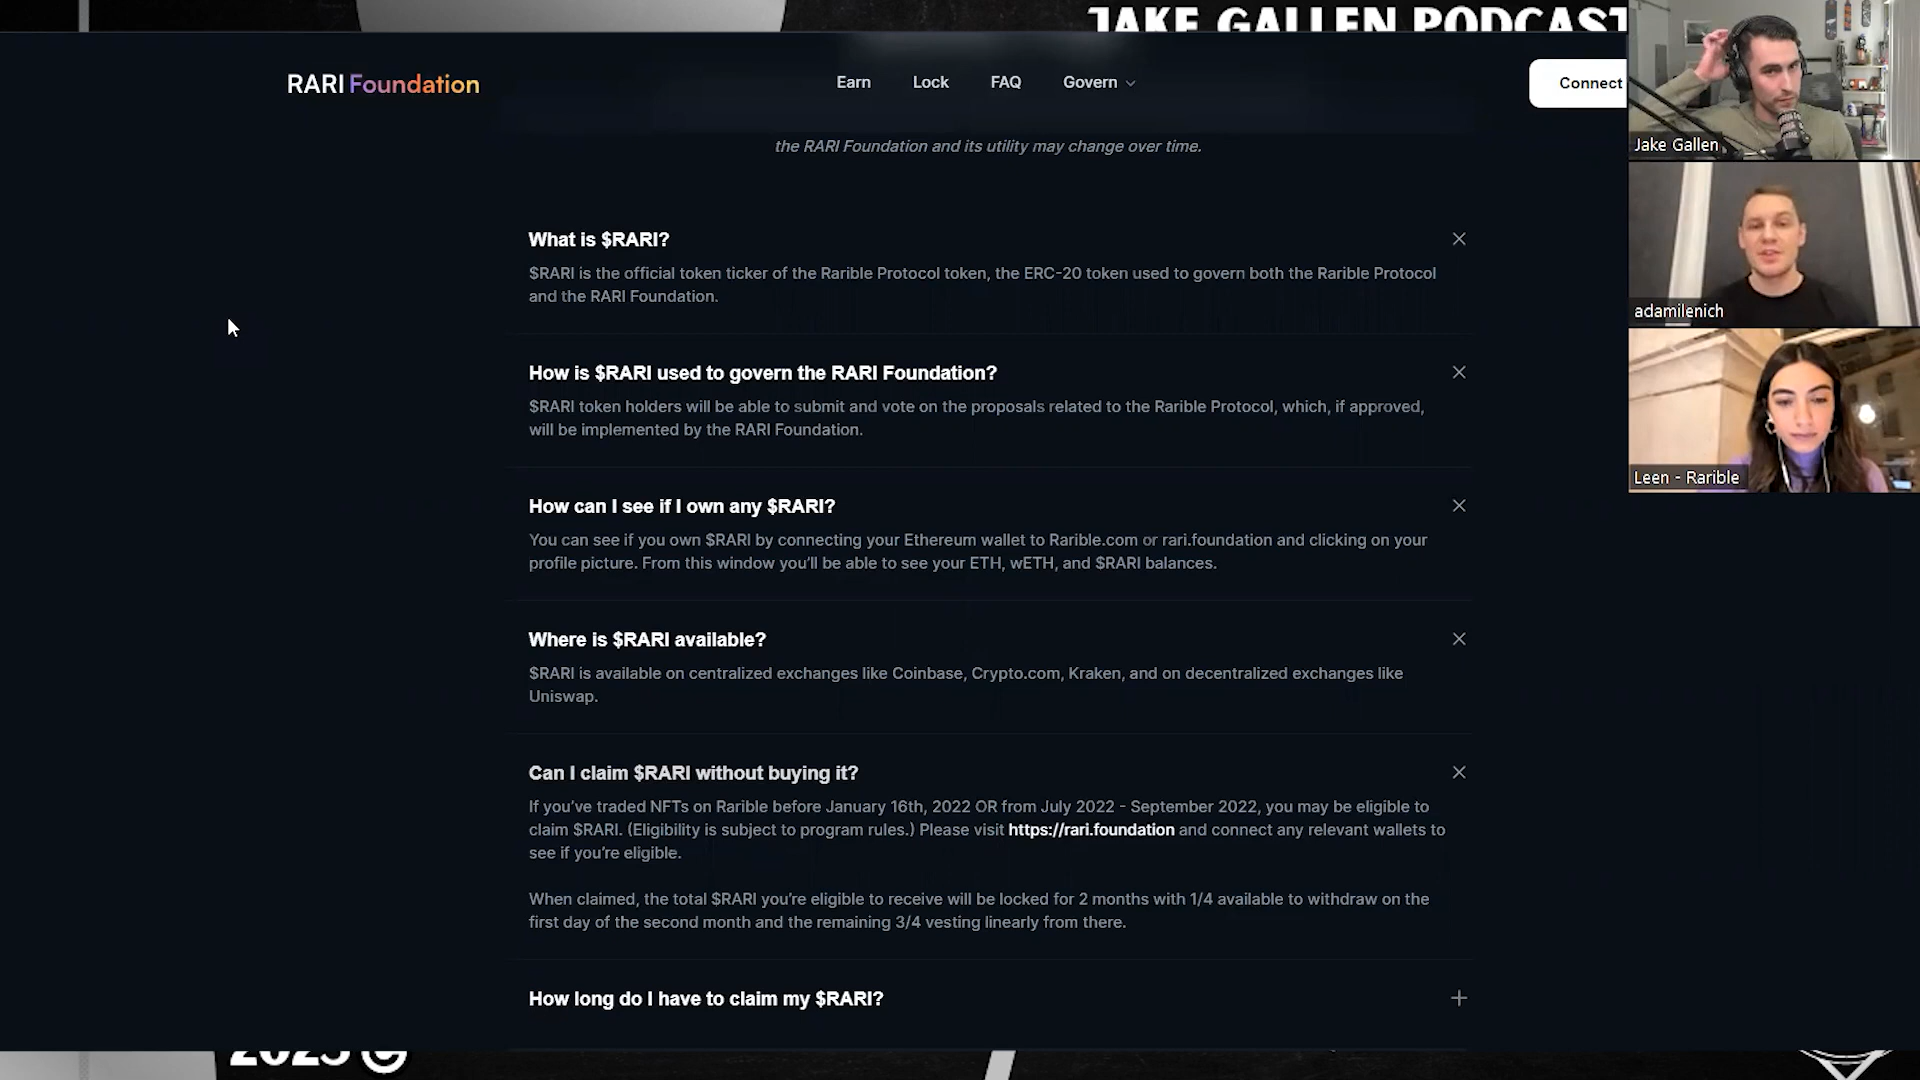 JAKE GALLEN PODCAST
RARI Foundation
Earn
Lock
FAQ
Govern
Connect
the RARI Foundation and its utility may change over time.
What is $RARI?
$RARI is the official token ticker of the Rarible Protocol token, the ERC-20 token used to govern both the Rarible Protocol
and the RARI Foundation.
How is $RARI used to govern the RARI Foundation?
$RARI token holders will be able to submit and vote on the proposals related to the Rarible Protocol, which, if approved,
will be implemented by the RARI Foundation.
How can I see if I own any $RARI?
You can see if you own $RARI by connecting your Ethereum wallet to Rarible.com or rari.foundation and clicking on your
profile picture. From this window you’ll be able to see your ETH, wETH, and $RARI balances.
Where is $RARI available?
$RARI is available on centralized exchanges like Coinbase, Crypto.com, Kraken, and on decentralized exchanges like
Uniswap.
Can I claim $RARI without buying it?
If you’ve traded NFTs on Rarible before January 16th, 2022 OR from July 2022 - September 2022, you may be eligible to
claim $RARI. (Eligibility is subject to program rules.) Please visit https://rari.foundation and connect any relevant wallets to
see if you’re eligible.
When claimed, the total $RARI you’re eligible to receive will be locked for 2 months with 1/4 available to withdraw on the
first day of the second month and the remaining 3/4 vesting linearly from there.
How long do I have to claim my $RARI?
Jake Gallen
adamilenich
Leen - Rarible
2023 ©